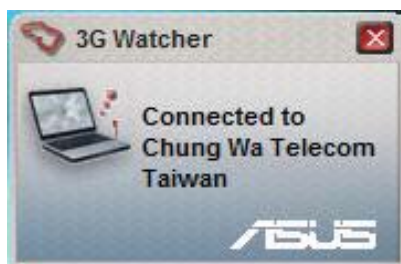 3G Watcher
Connected to
Chung Wa Telecom
Taiwan
ASUS